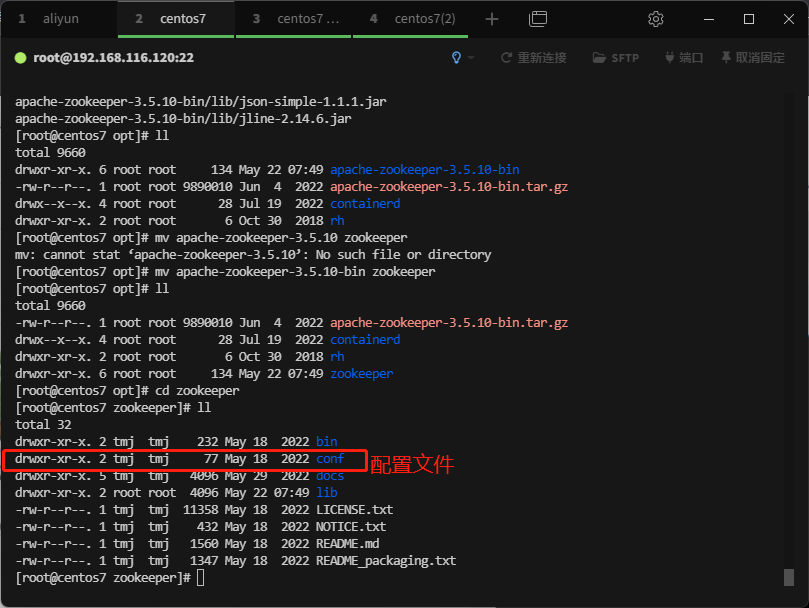 1 aliyun 2 centos7 3 centos7 ... 4 centos7(2)
root@192.168.116.120:22 重新连接 SFTP 端口 取消固定
apache-zookeeper-3.5.10-bin/lib/json-simple-1.1.1.jar
apache-zookeeper-3.5.10-bin/lib/jline-2.14.6.jar
[root@centos7 opt]# ll
total 9660
drwxr-xr-x. 6 root root     134 May 22 07:49 apache-zookeeper-3.5.10-bin
-rw-r--r--. 1 root root 9890010 Jun  4  2022 apache-zookeeper-3.5.10-bin.tar.gz
drwx--x--x. 4 root root      28 Jul 19  2022 containerd
drwxr-xr-x. 2 root root       6 Oct 30  2018 rh
[root@centos7 opt]# mv apache-zookeeper-3.5.10 zookeeper
mv: cannot stat ‘apache-zookeeper-3.5.10’: No such file or directory
[root@centos7 opt]# mv apache-zookeeper-3.5.10-bin zookeeper
[root@centos7 opt]# ll
total 9660
-rw-r--r--. 1 root root 9890010 Jun  4  2022 apache-zookeeper-3.5.10-bin.tar.gz
drwx--x--x. 4 root root      28 Jul 19  2022 containerd
drwxr-xr-x. 2 root root       6 Oct 30  2018 rh
drwxr-xr-x. 6 root root     134 May 22 07:49 zookeeper
[root@centos7 opt]# cd zookeeper
[root@centos7 zookeeper]# ll
total 32
drwxr-xr-x. 2 tmj  tmj    232 May 18  2022 bin
drwxr-xr-x. 2 tmj  tmj     77 May 18  2022 conf 配置文件
drwxr-xr-x. 5 tmj  tmj   4096 May 29  2022 docs
drwxr-xr-x. 2 root root  4096 May 22 07:49 lib
-rw-r--r--. 1 tmj  tmj  11358 May 18  2022 LICENSE.txt
-rw-r--r--. 1 tmj  tmj    432 May 18  2022 NOTICE.txt
-rw-r--r--. 1 tmj  tmj   1560 May 18  2022 README.md
-rw-r--r--. 1 tmj  tmj   1347 May 18  2022 README_packaging.txt
[root@centos7 zookeeper]#